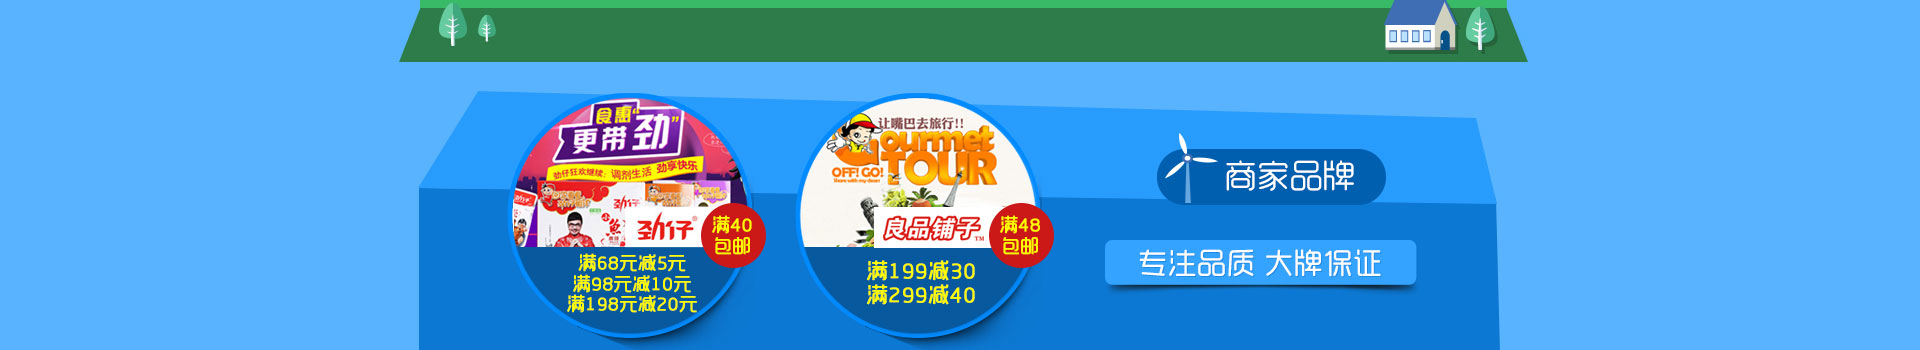 食惠“
更带劲”
劲仔狂欢继续：调剂生活 劲享快乐
劲仔®
满40
包邮
满68元减5元
满98元减10元
满198元减20元
让嘴巴去旅行!!
Gourmet
TOUR
OFF! GO!
良品铺子TM
满48
包邮
满199减30
满299减40
商家品牌
专注品质 大牌保证